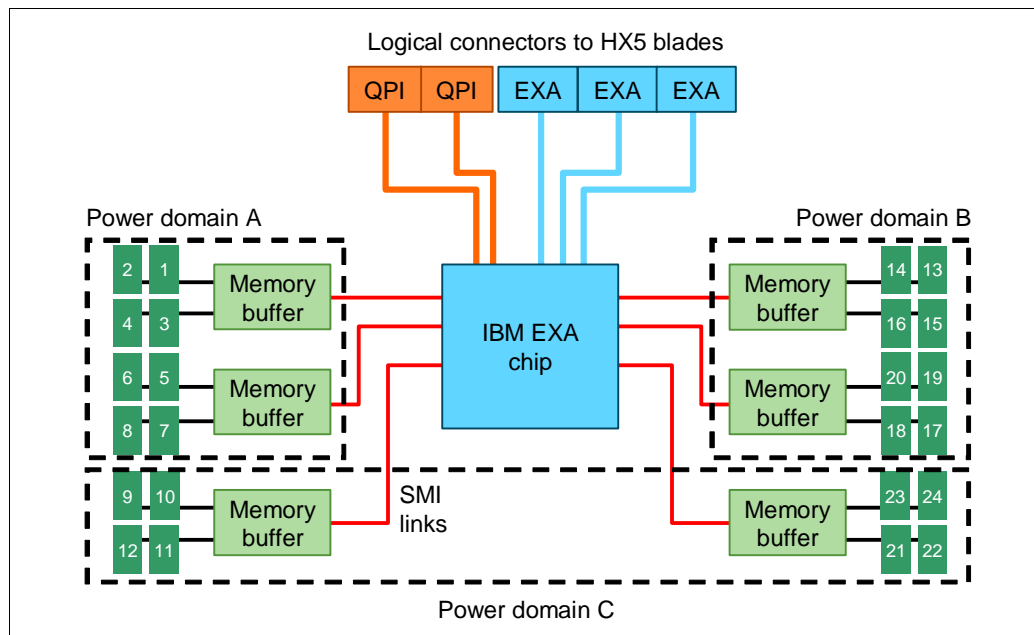 Logical connectors to HX5 blades
QPI QPI EXA EXA EXA
Power domain A
Power domain B
2 1
Memory
buffer
4 3
6 5
Memory
buffer
8 7
IBM EXA
chip
Memory
buffer
14 13
16 15
Memory
buffer
20 19
18 17
9 10
Memory
buffer
12 11
SMI
links
Memory
buffer
23 24
21 22
Power domain C